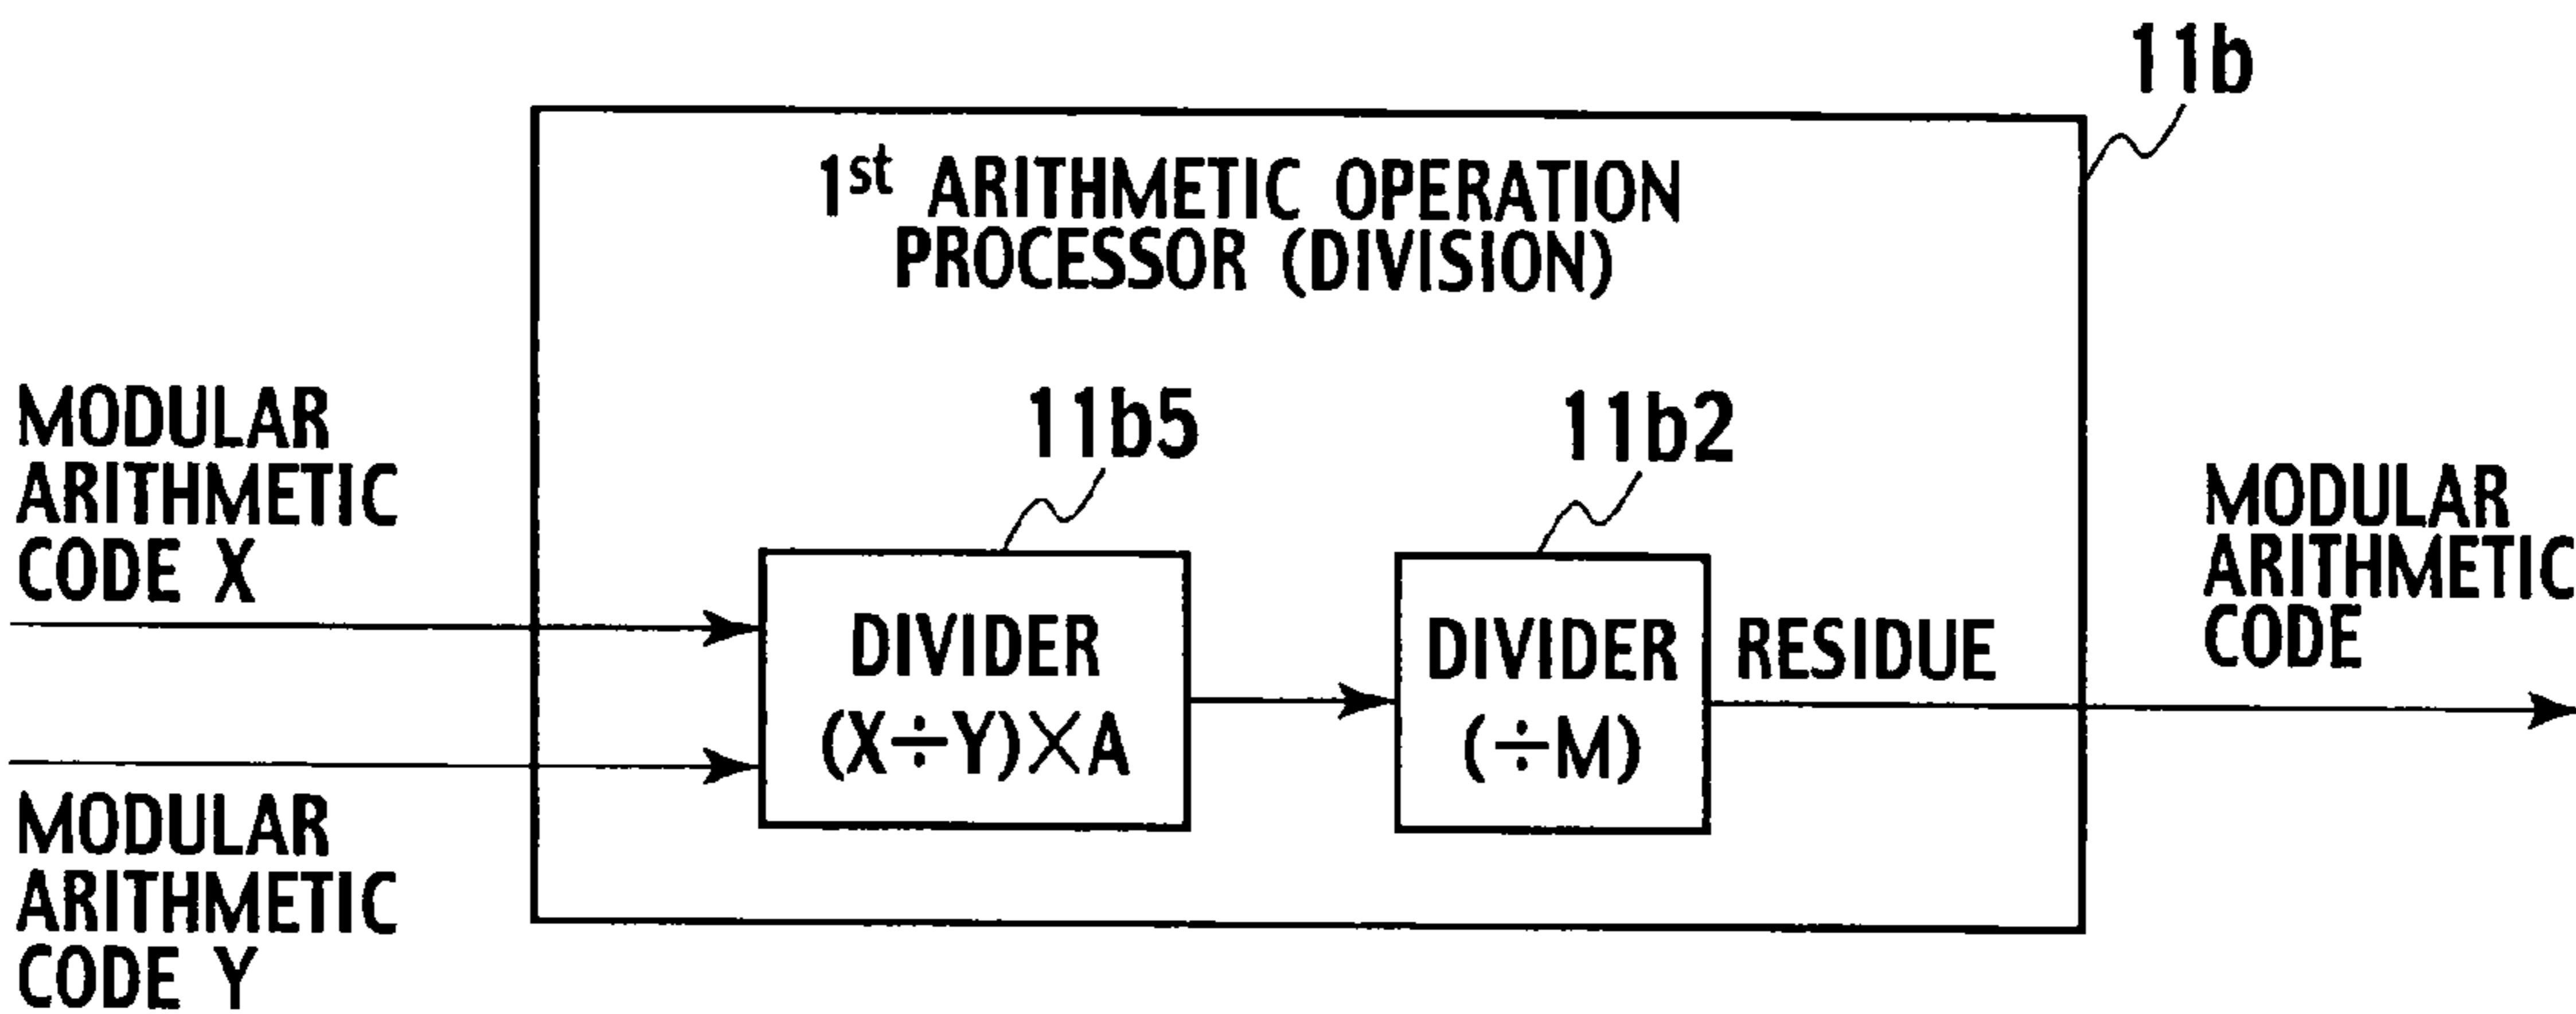 11b
1st ARITHMETIC OPERATION
PROCESSOR (DIVISION)
MODULAR
ARITHMETIC
CODE X
11b5
11b2
MODULAR
ARITHMETIC
CODE
DIVIDER
(X÷Y)×A
DIVIDER
(÷M)
RESIDUE
MODULAR
ARITHMETIC
CODE Y